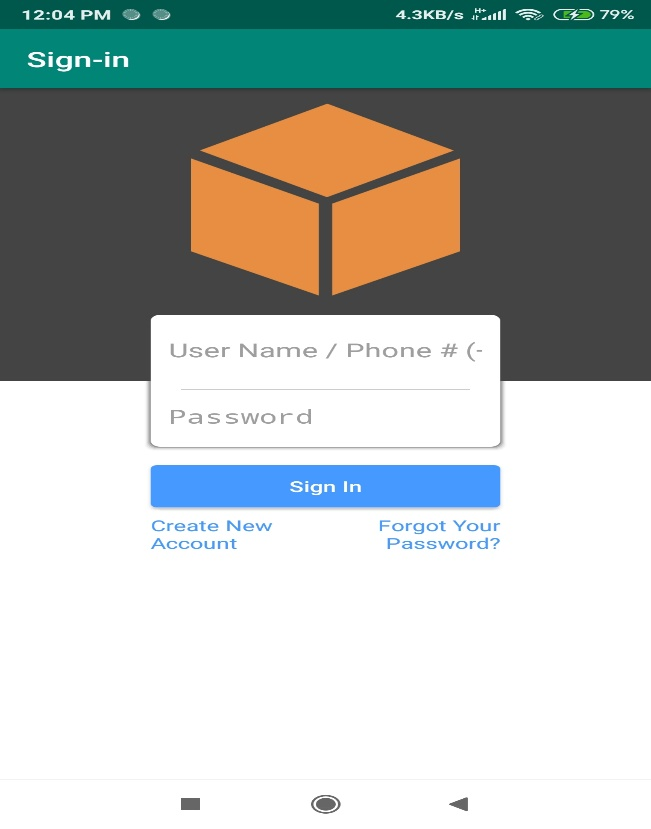 12:04 PM 4.3KB/s H+ 79%
Sign-in
User Name / Phone # (-
Password
Sign In
Create New
Account
Forgot Your
Password?